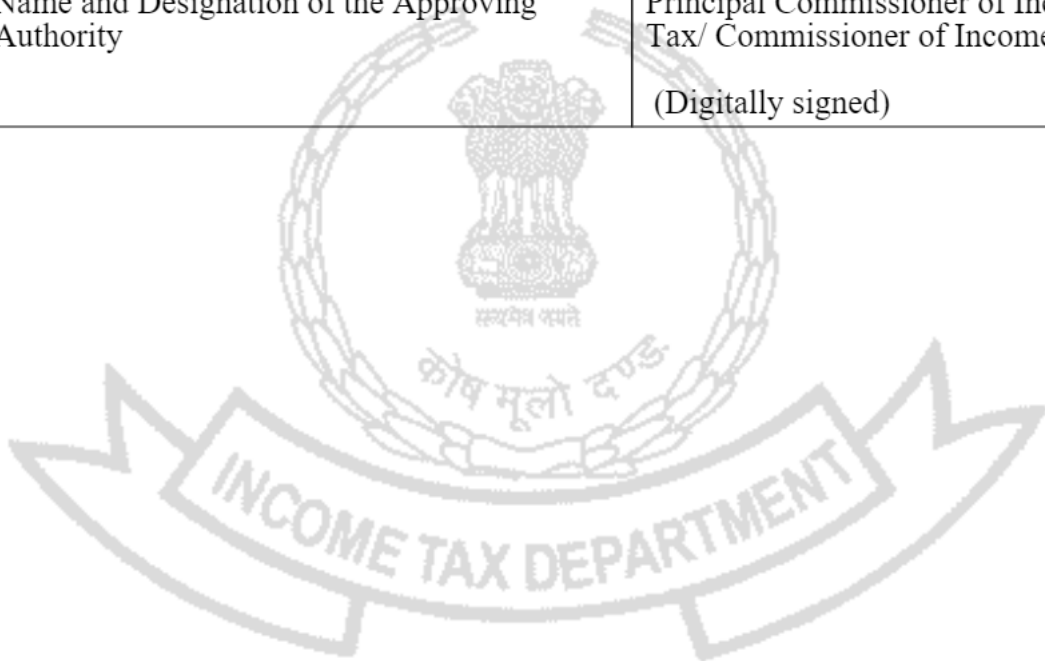 Name and Designation of the Approving
Authority
Principal Commissioner of Inc
Tax/ Commissioner of Income
(Digitally signed)
सत्यमेव जयते
कोष मूलो दण्ड:
INCOME TAX DEPARTMENT